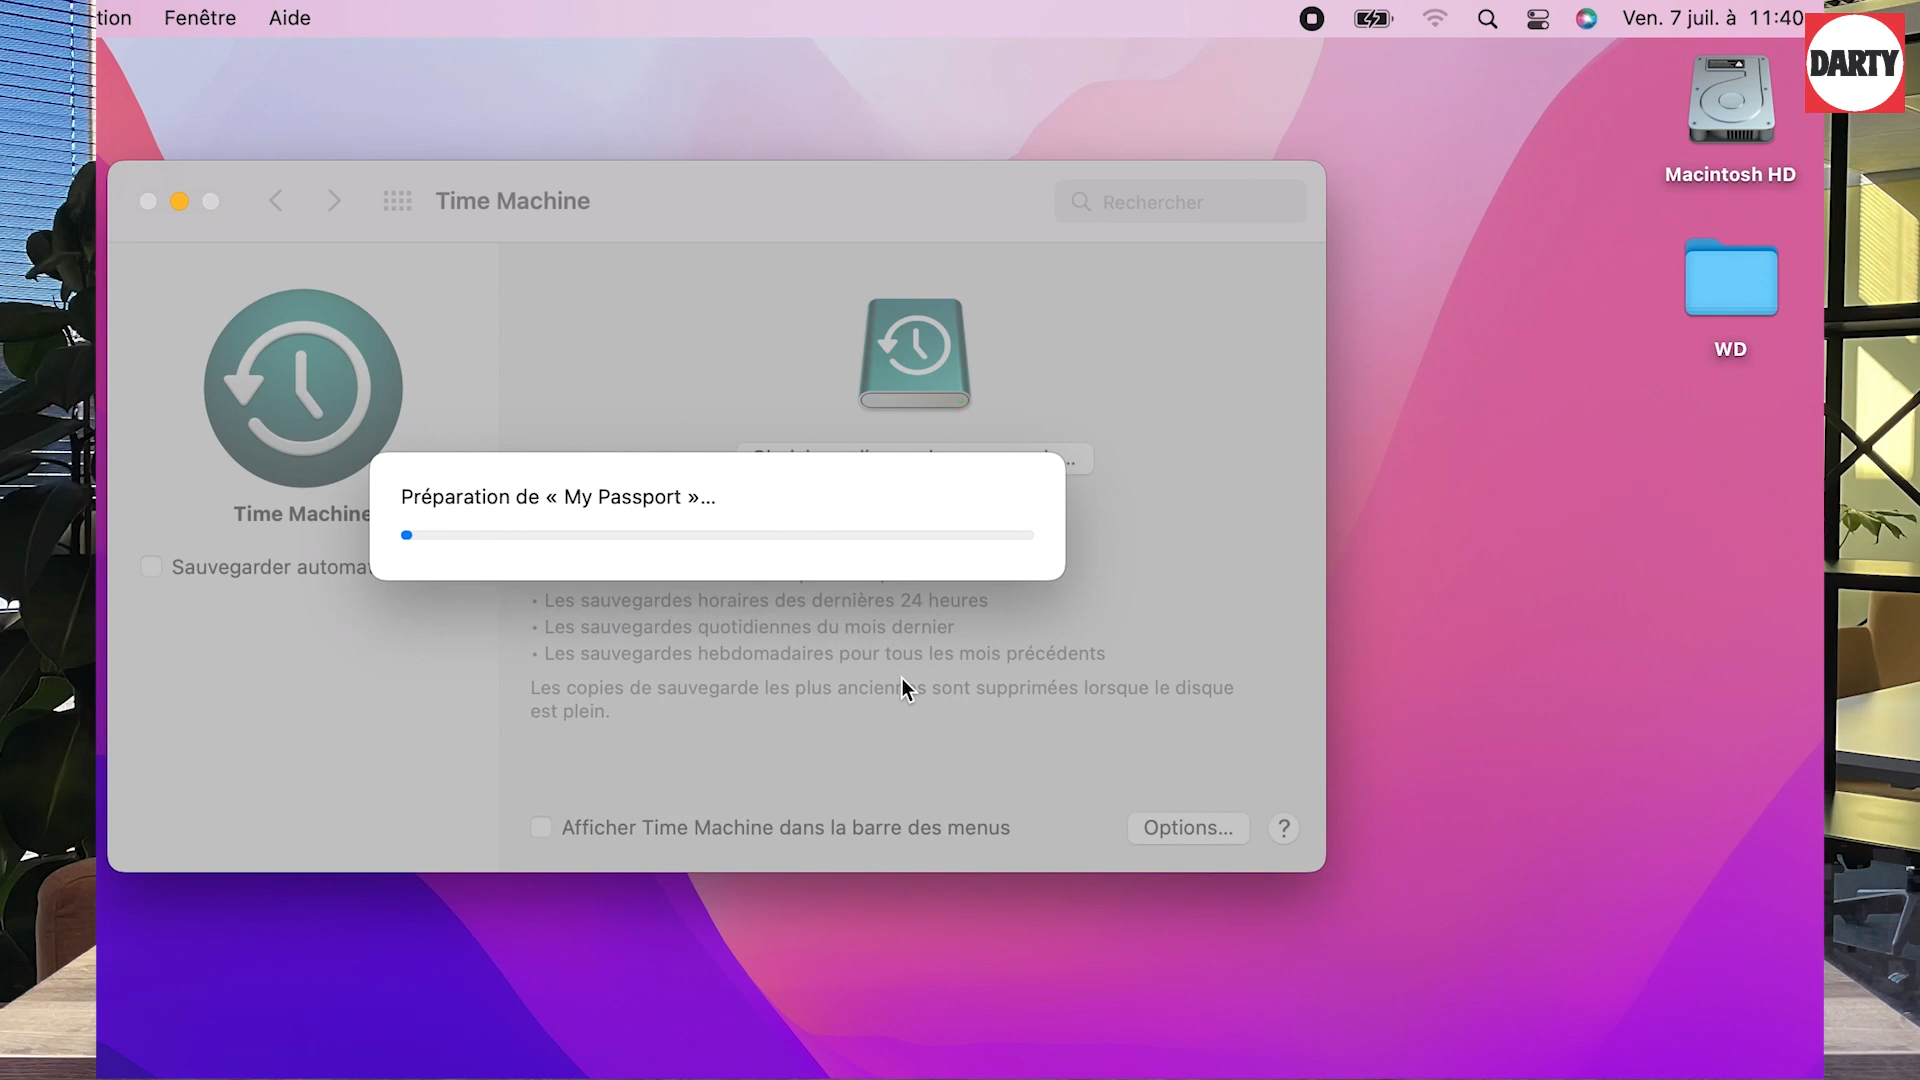 tion Fenêtre Aide Ven. 7 juil. à 11:40
DARTY
Macintosh HD
WD
Time Machine
Rechercher
Préparation de « My Passport »...
Time Machine
Sauvegarder automa
• Les sauvegardes horaires des dernières 24 heures
• Les sauvegardes quotidiennes du mois dernier
• Les sauvegardes hebdomadaires pour tous les mois précédents
Les copies de sauvegarde les plus anciennes sont supprimées lorsque le disque
est plein.
Afficher Time Machine dans la barre des menus
Options...
?